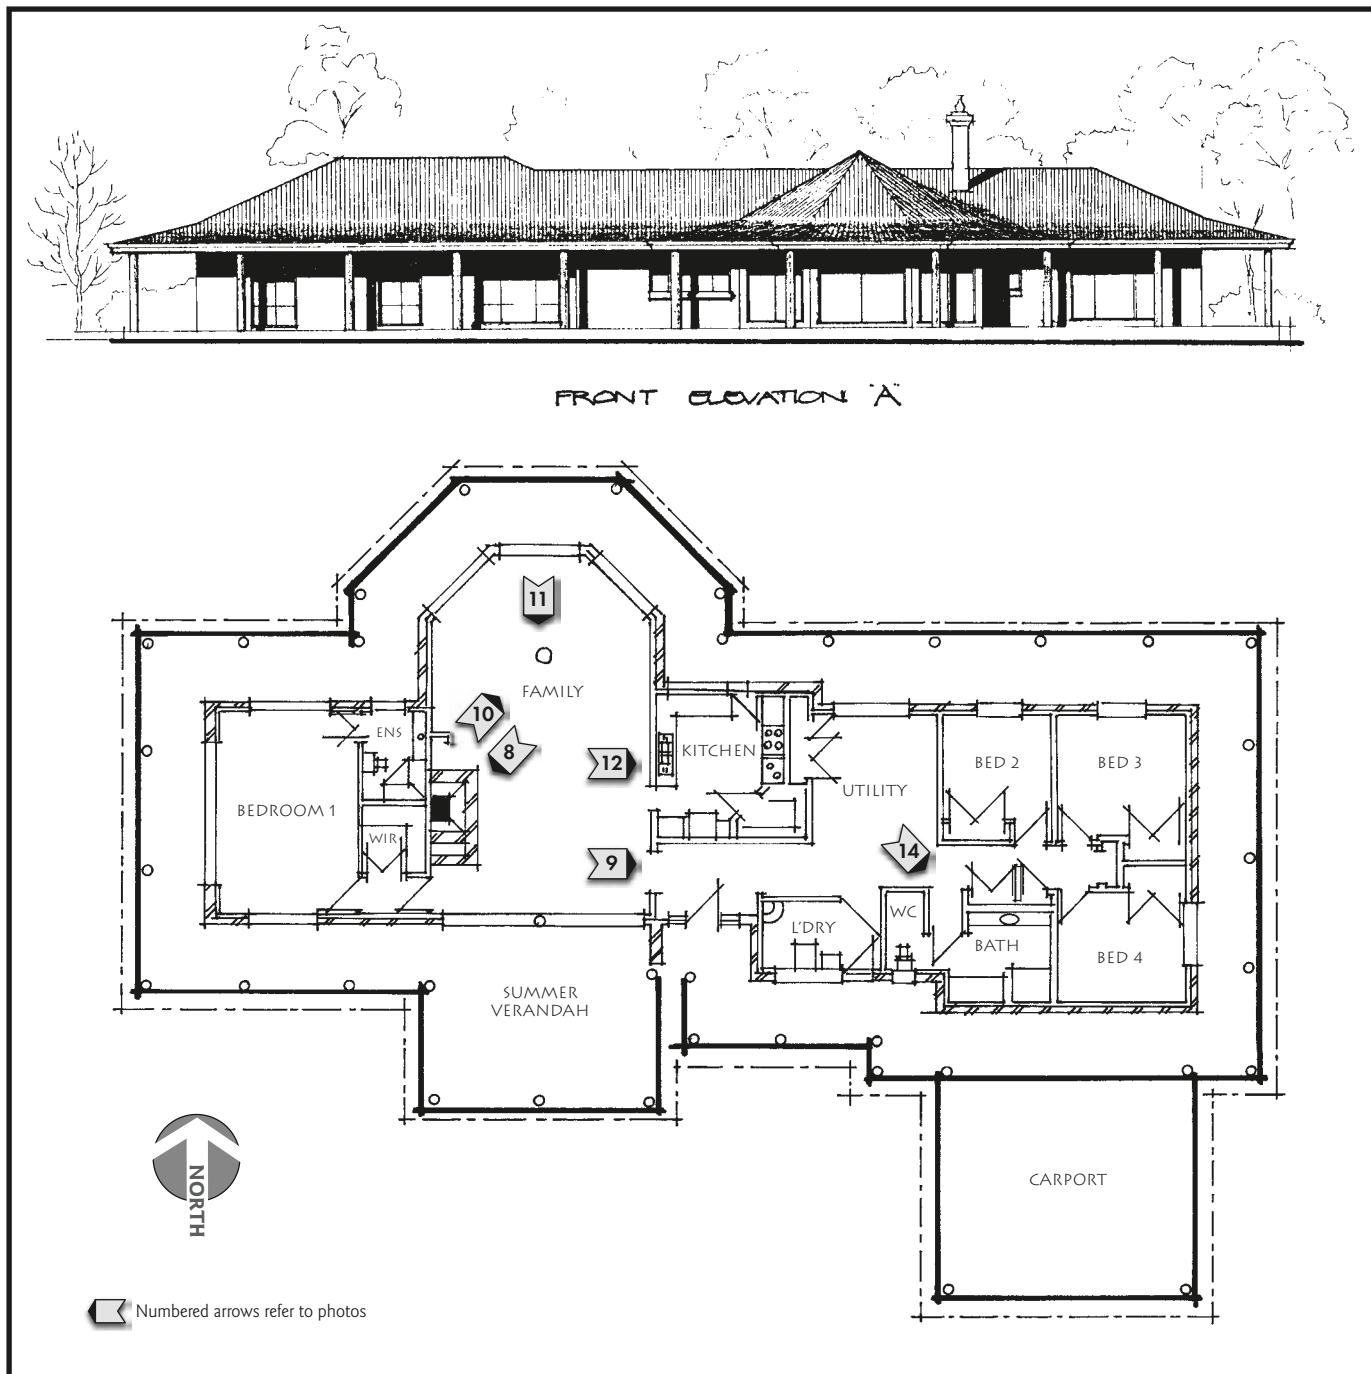 FRONT ELEVATION "A"
11
FAMILY
10
8
ENS
12
KITCHEN
BED 2
BED 3
UTILITY
BEDROOM 1
WIR
9
14
WC
L'DRY
BATH
BED 4
SUMMER
VERANDAH
NORTH
CARPORT
Numbered arrows refer to photos